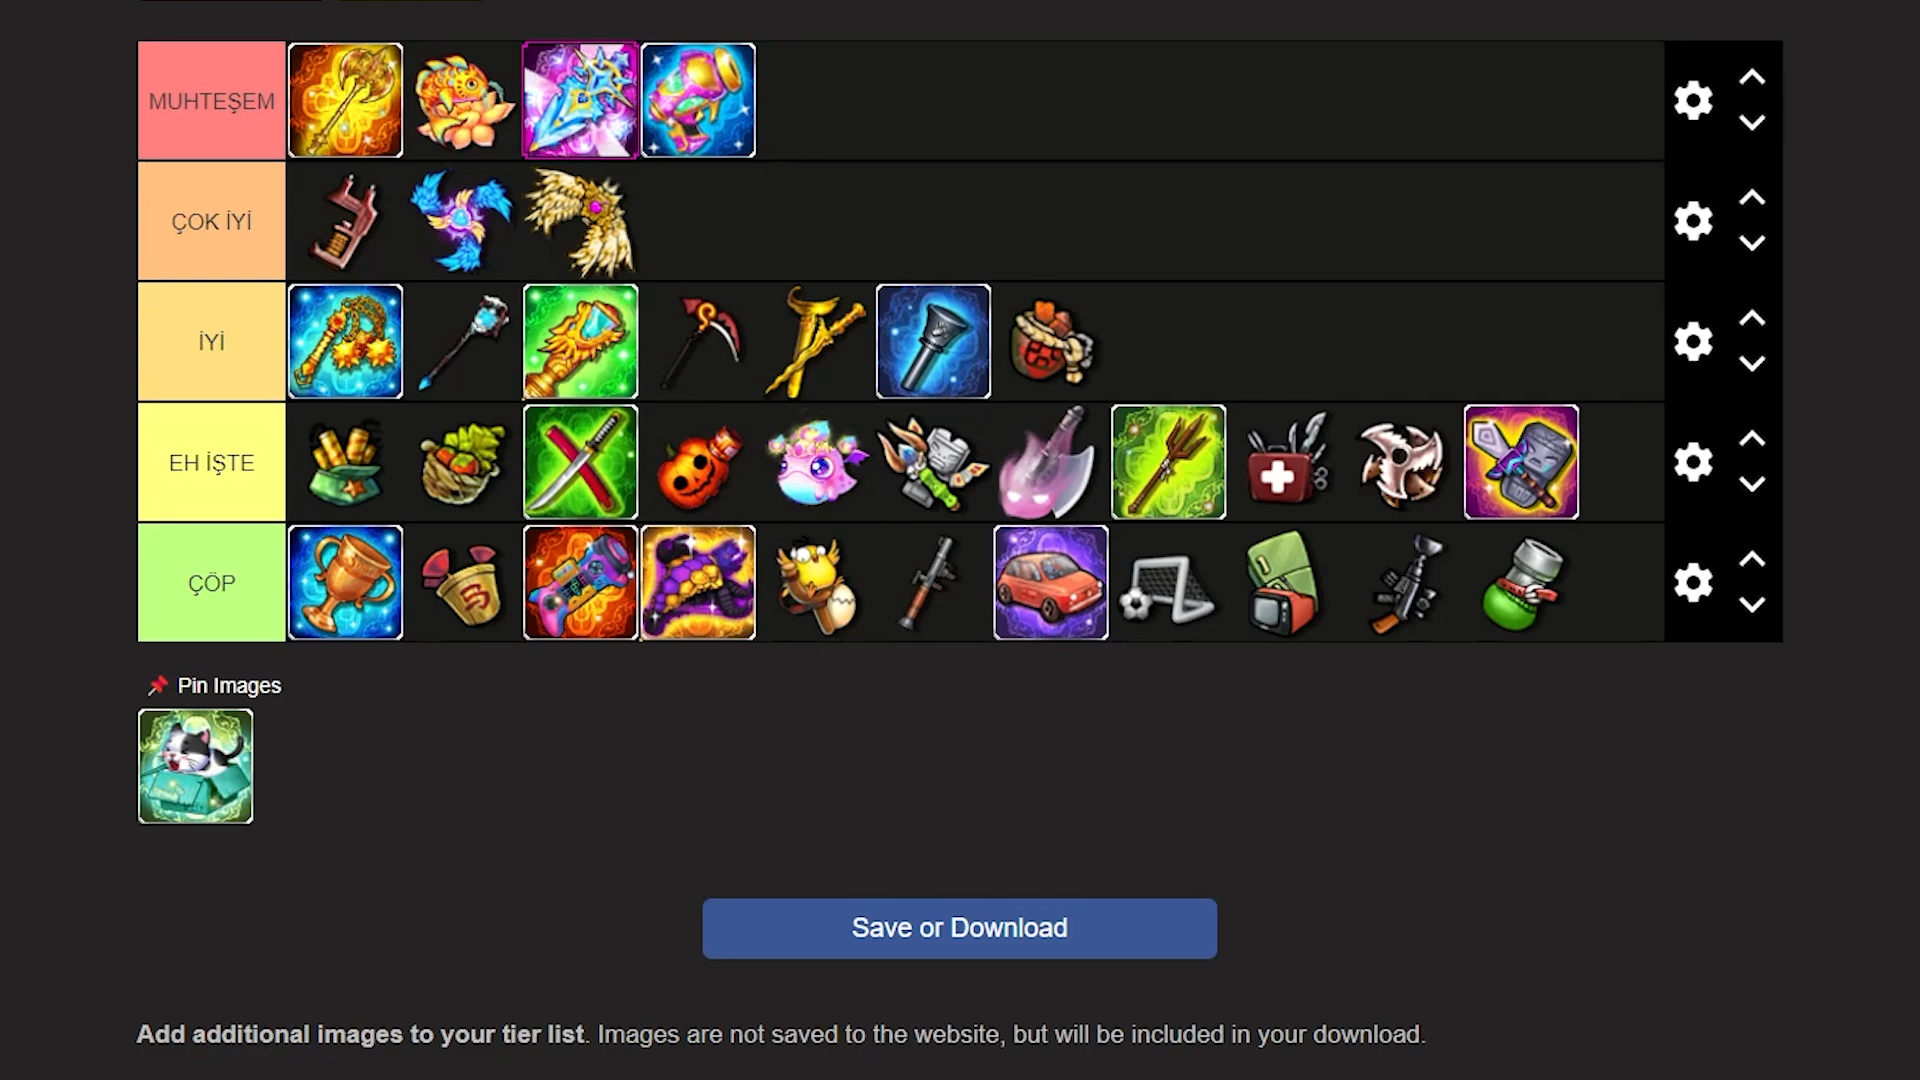 MUHTEŞEM
ÇOK İYİ
İYİ
EH İŞTE
ÇÖP
Pin Images
Save or Download
Add additional images to your tier list. Images are not saved to the website, but will be included in your download.